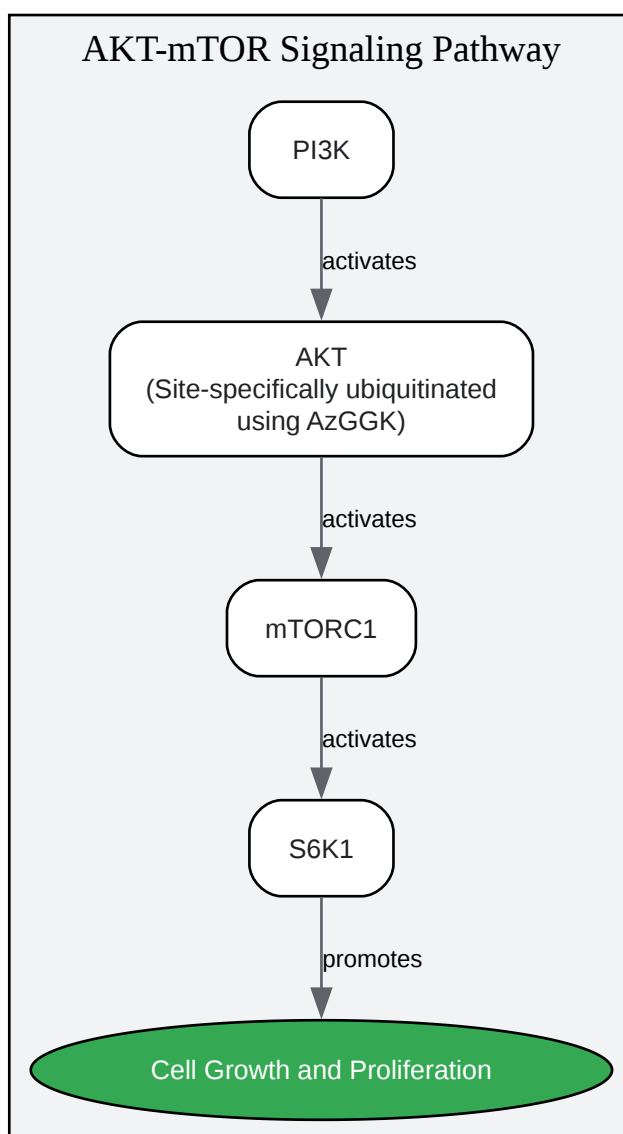 AKT-mTOR Signaling Pathway
PI3K
activates
AKT
(Site-specifically ubiquitinated
using AzGGK)
activates
mTORC1
activates
S6K1
promotes
Cell Growth and Proliferation